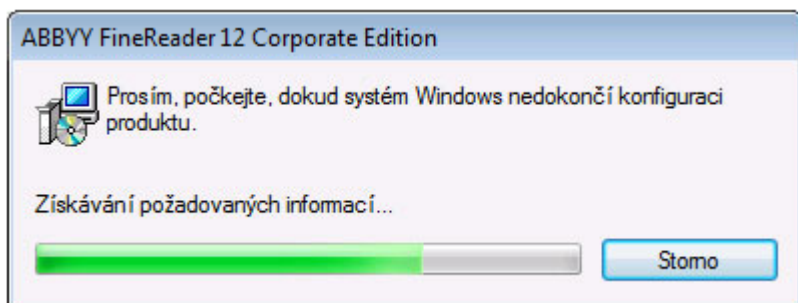 ABBYY FineReader 12 Corporate Edition
Prosím, počkejte, dokud systém Windows nedokončí konfiguraci
produktu.
Získávání požadovaných informací...
Storno